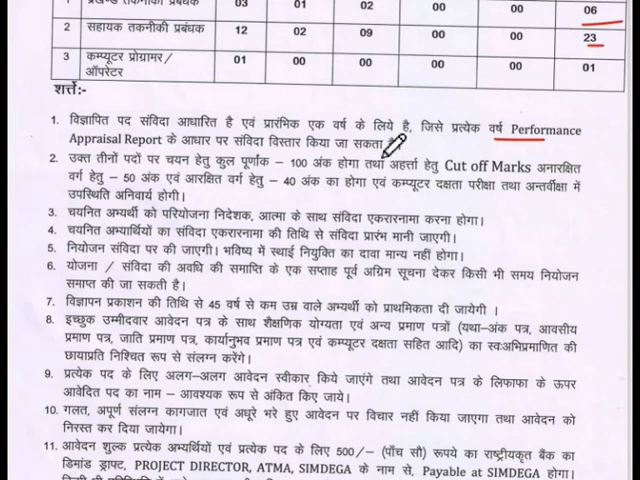 1 प्रखण्ड तकनीकी प्रबंधक 03 01 02 00 00 06
2 सहायक तकनीकी प्रबंधक 12 02 09 00 00 23
3 कम्प्यूटर प्रोग्रामर/ 01 00 00 00 00 01
ऑपरेटर
शर्त्तेः-
1. विज्ञापित पद संविदा आधारित है एवं प्रारंभिक एक वर्ष के लिये है, जिसे प्रत्येक वर्ष Performance
Appraisal Report के आधार पर संविदा विस्तार किया जा सकता
2. उक्त तीनों पदों पर चयन हेतु कुल पूर्णांक – 100 अंक होगा तथा अहर्त्ता हेतु Cut off Marks अनारक्षित
वर्ग हेतु – 50 अंक एवं आरक्षित वर्ग हेतु – 40 अंक का होगा एवं कम्प्यूटर दक्षता परीक्षा तथा अन्तर्वीक्षा में
उपस्थिति अनिवार्य होगी।
3. चयनित अभ्यर्थी को परियोजना निदेशक, आत्मा के साथ संविदा एकरारनामा करना होगा।
4. चयनित अभ्यार्थियों का संविदा एकरारनामा की तिथि से संविदा प्रारंभ मानी जाएगी।
5. नियोजन संविदा पर की जाएगी। भविष्य में स्थाई नियुक्ति का दावा मान्य नहीं होगा।
6. योजना / संविदा की अवधि की समाप्ति के एक सप्ताह पूर्व अग्रिम सूचना देकर किसी भी समय नियोजन
समाप्त की जा सकती है।
7. विज्ञापन प्रकाशन की तिथि से 45 वर्ष से कम उम्र वाले अभ्यर्थी को प्राथमिकता दी जायेगी ।
8. इच्छुक उम्मीदवार आवेदन पत्र के साथ शैक्षणिक योग्यता एवं अन्य प्रमाण पत्रों (यथा-अंक पत्र, आवसीय
प्रमाण पत्र, जाति प्रमाण पत्र, कार्यानुभव प्रमाण पत्र एवं कम्प्यूटर दक्षता सहित आदि) का स्वःअभिप्रमाणित की
छायाप्रति निश्चित रूप से संलग्न करेंगे।
9. प्रत्येक पद के लिए अलग-अलग आवेदन स्वीकार किये जाएंगे तथा आवेदन पत्र के लिफाफा के ऊपर
आवेदित पद का नाम – आवश्यक रूप से अंकित किए जाये।
10. गलत, अपूर्ण संलग्न कागजात एवं अधूरे भरे हुए आवेदन पर विचार नहीं किया जाएगा तथा आवेदन को
निरस्त कर दिया जायेगा।
11. आवेदन शुल्क प्रत्येक अभ्यर्थियों एवं प्रत्येक पद के लिए 500/- (पाँच सौ) रूपये का राष्ट्रीयकृत बैंक का
डिमांड ड्राफ्ट, PROJECT DIRECTOR, ATMA, SIMDEGA के नाम से, Payable at SIMDEGA होगा।